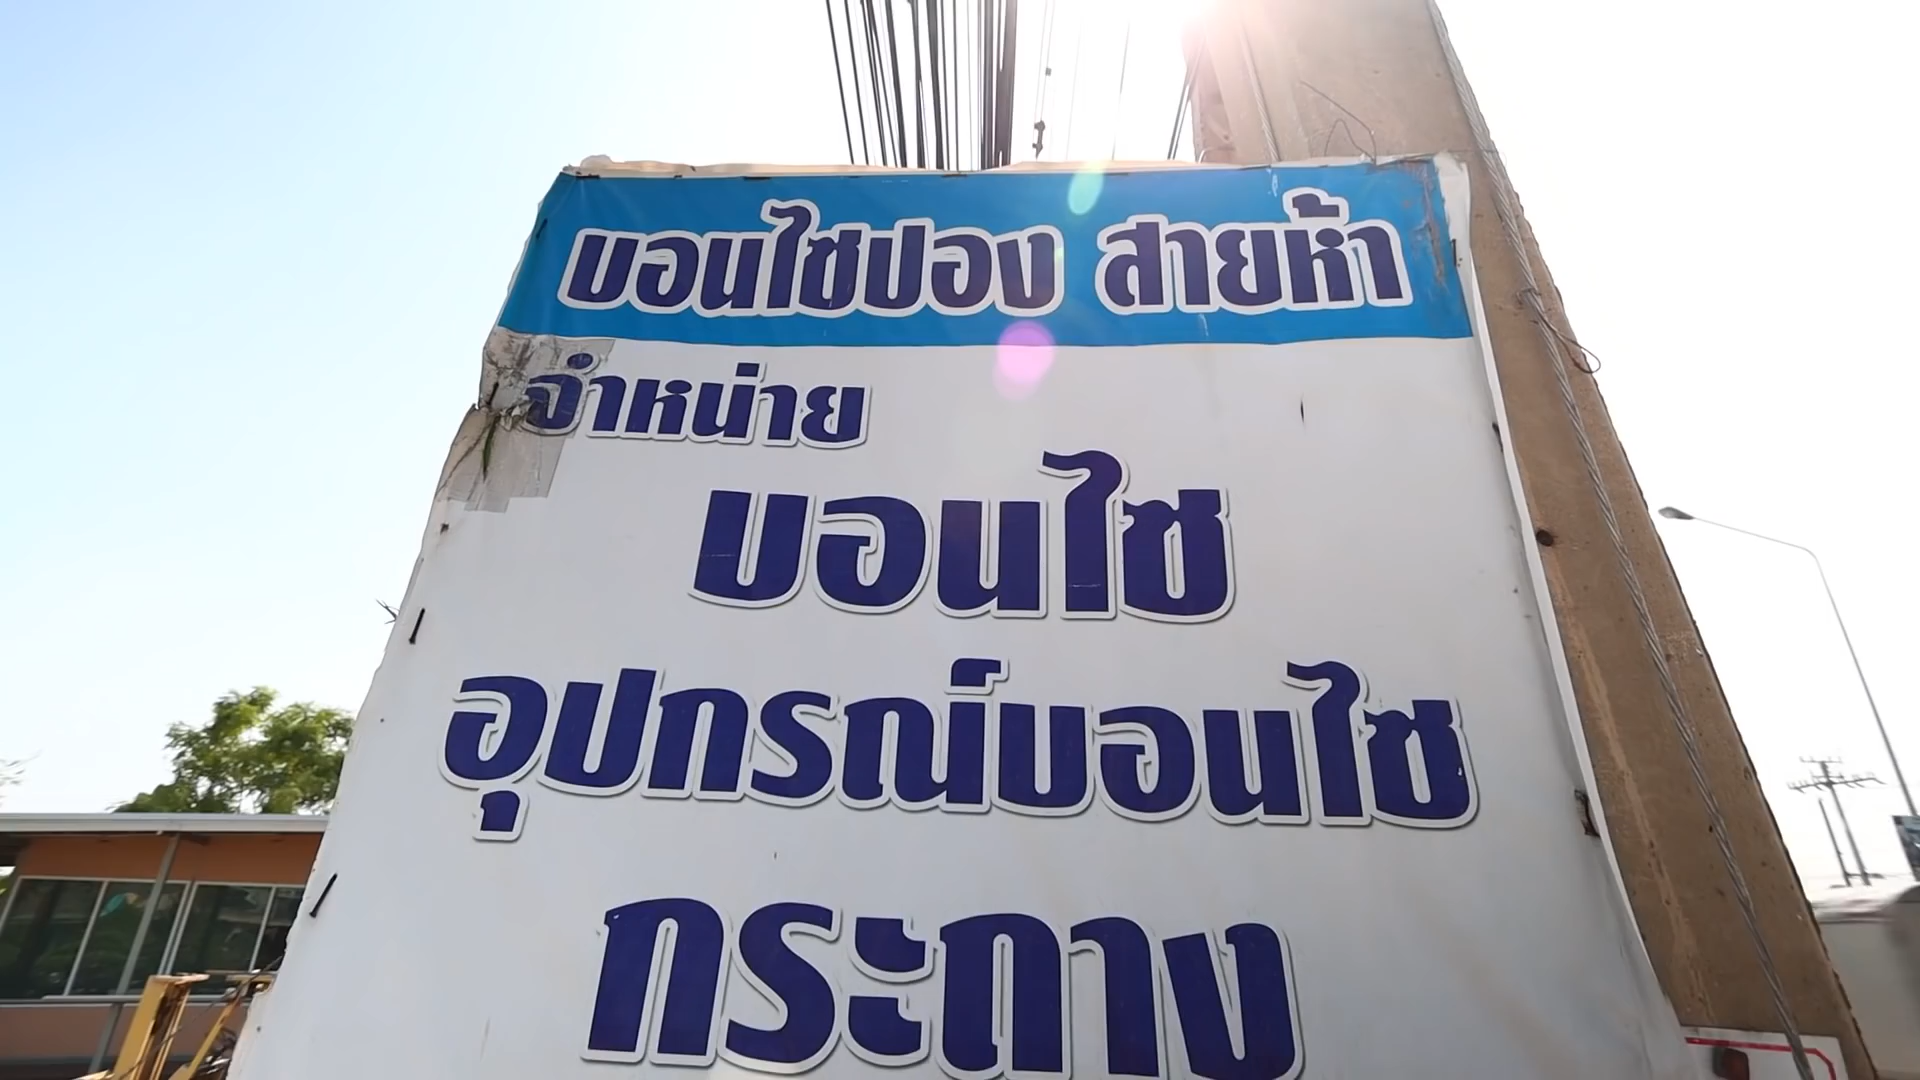 บอนไซปอง สายห้า
จำหน่าย
บอนไซ
อุปกรณ์บอนไซ
กระถาง